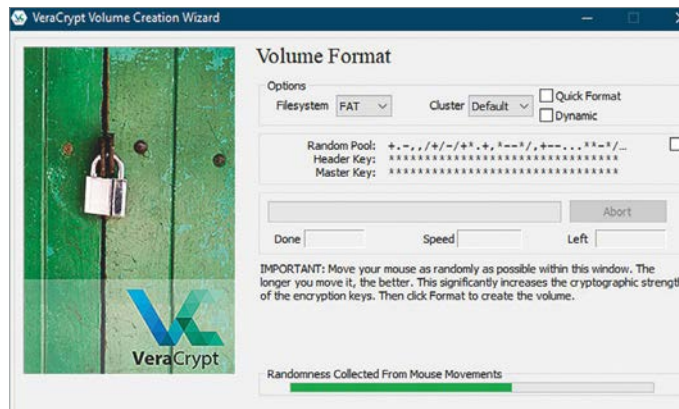 VeraCrypt Volume Creation Wizard
Volume Format
Options
Filesystem FAT Cluster Default Quick Format
Dynamic
Random Pool: +.-,,/+/-/+*.+,*--*/,+--...**-*/...
Header Key: ********************************
Master Key: ********************************
Abort
Done Speed Left
IMPORTANT: Move your mouse as randomly as possible within this window. The
longer you move it, the better. This significantly increases the cryptographic strength
of the encryption keys. Then click Format to create the volume.
VeraCrypt
Randomness Collected From Mouse Movements